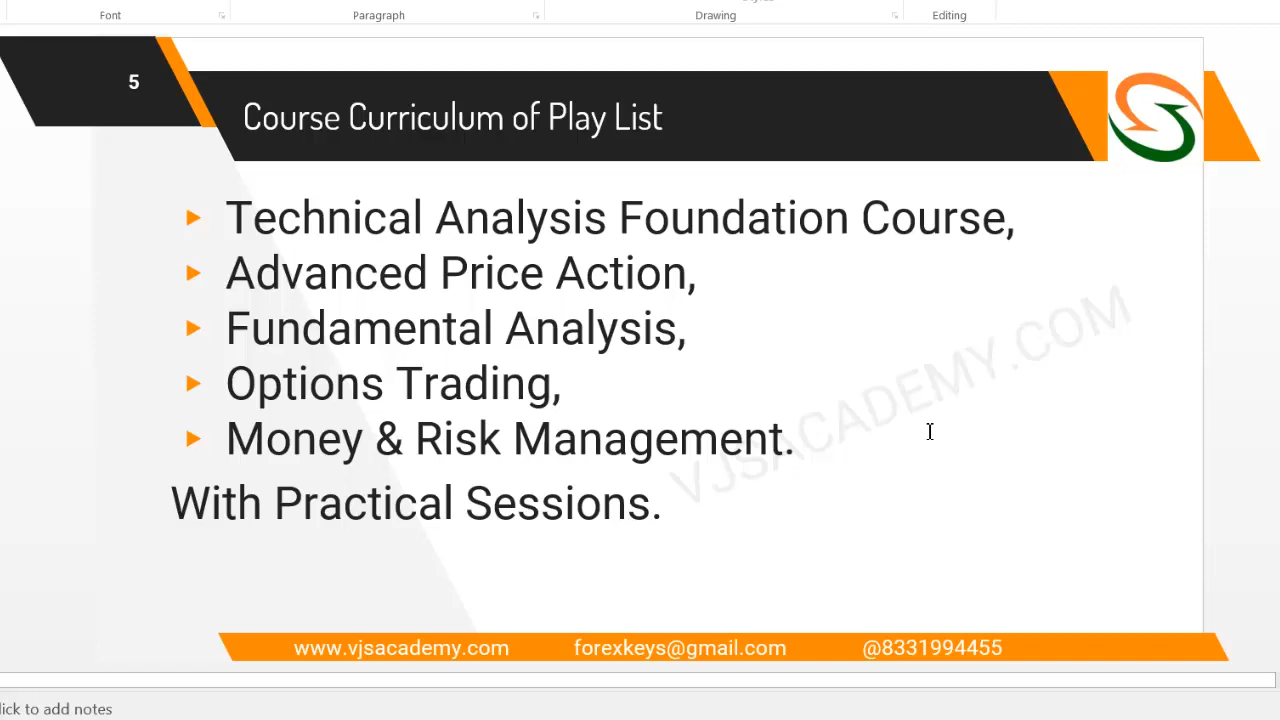 Font Paragraph Drawing Editing
5
Course Curriculum of Play List
Technical Analysis Foundation Course,
Advanced Price Action,
Fundamental Analysis,
Options Trading,
Money & Risk Management.
With Practical Sessions.
VJSACADEMY.COM
www.vjsacademy.com forexkeys@gmail.com @8331994455
lick to add notes